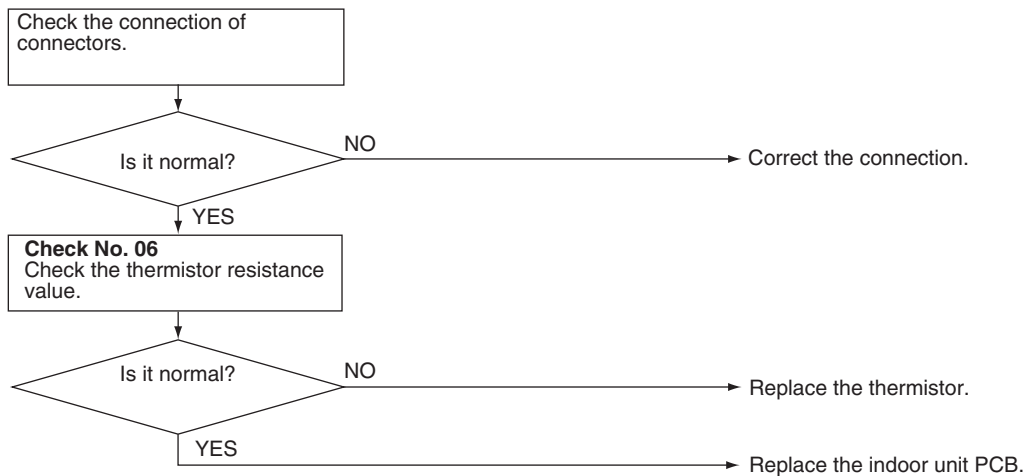 Check the connection of
connectors.
Is it normal?
NO
Correct the connection.
YES
Check No. 06
Check the thermistor resistance
value.
Is it normal?
NO
Replace the thermistor.
YES
Replace the indoor unit PCB.